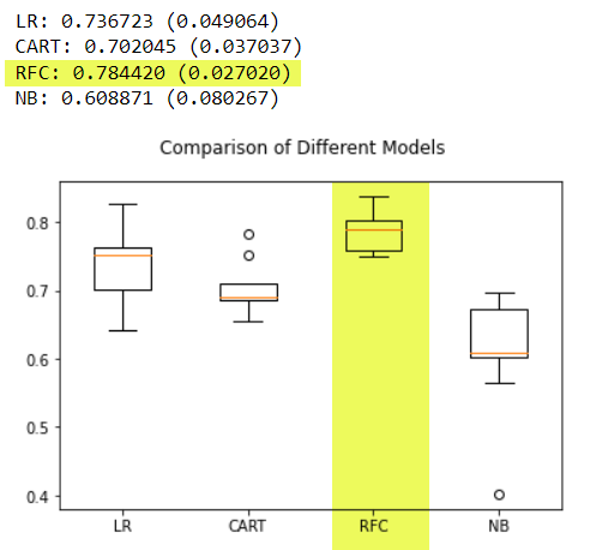 LR: 0.736723 (0.049064)
CART: 0.702045 (0.037037)
RFC: 0.784420 (0.027020)
NB: 0.608871 (0.080267)
Comparison of Different Models
0.8
0.7
0.6
0.5
0.4
LR CART RFC NB